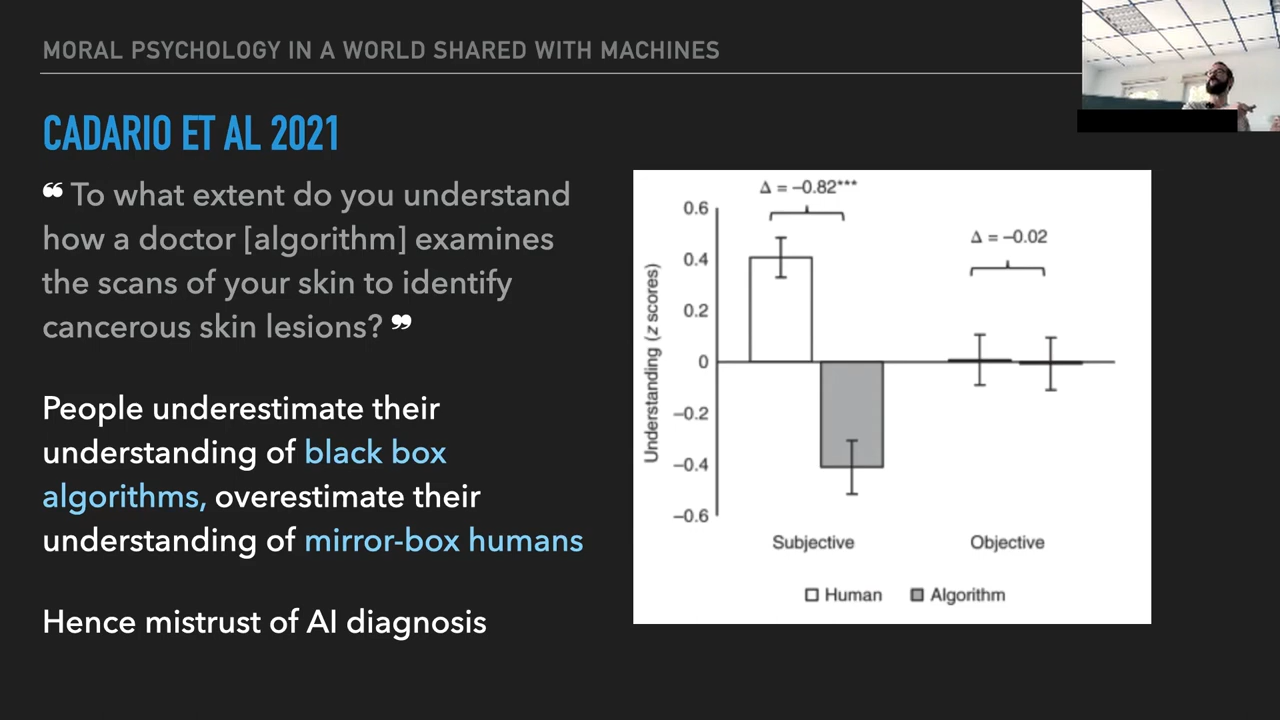 MORAL PSYCHOLOGY IN A WORLD SHARED WITH MACHINES
CADARIO ET AL 2021
❝ To what extent do you understand
how a doctor [algorithm] examines
the scans of your skin to identify
cancerous skin lesions? ❞
People underestimate their
understanding of black box
algorithms, overestimate their
understanding of mirror-box humans
Hence mistrust of AI diagnosis
Δ = −0.82***
Δ = −0.02
Understanding (z scores)
0.6
0.4
0.2
0
−0.2
−0.4
−0.6
Subjective
Objective
Human
Algorithm